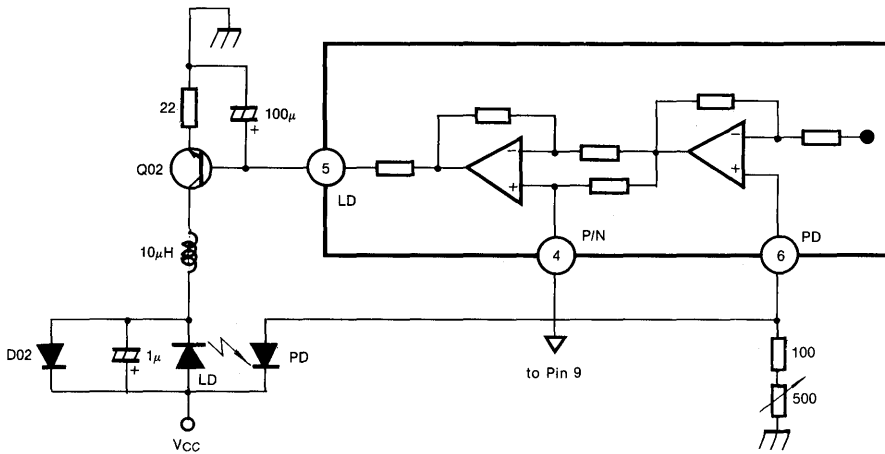 22
100μ
+
Q02
5
LD
−
+
−
+
P/N
4
PD
6
10μH
D02
1μ
+
LD
PD
to Pin 9
100
500
VCC